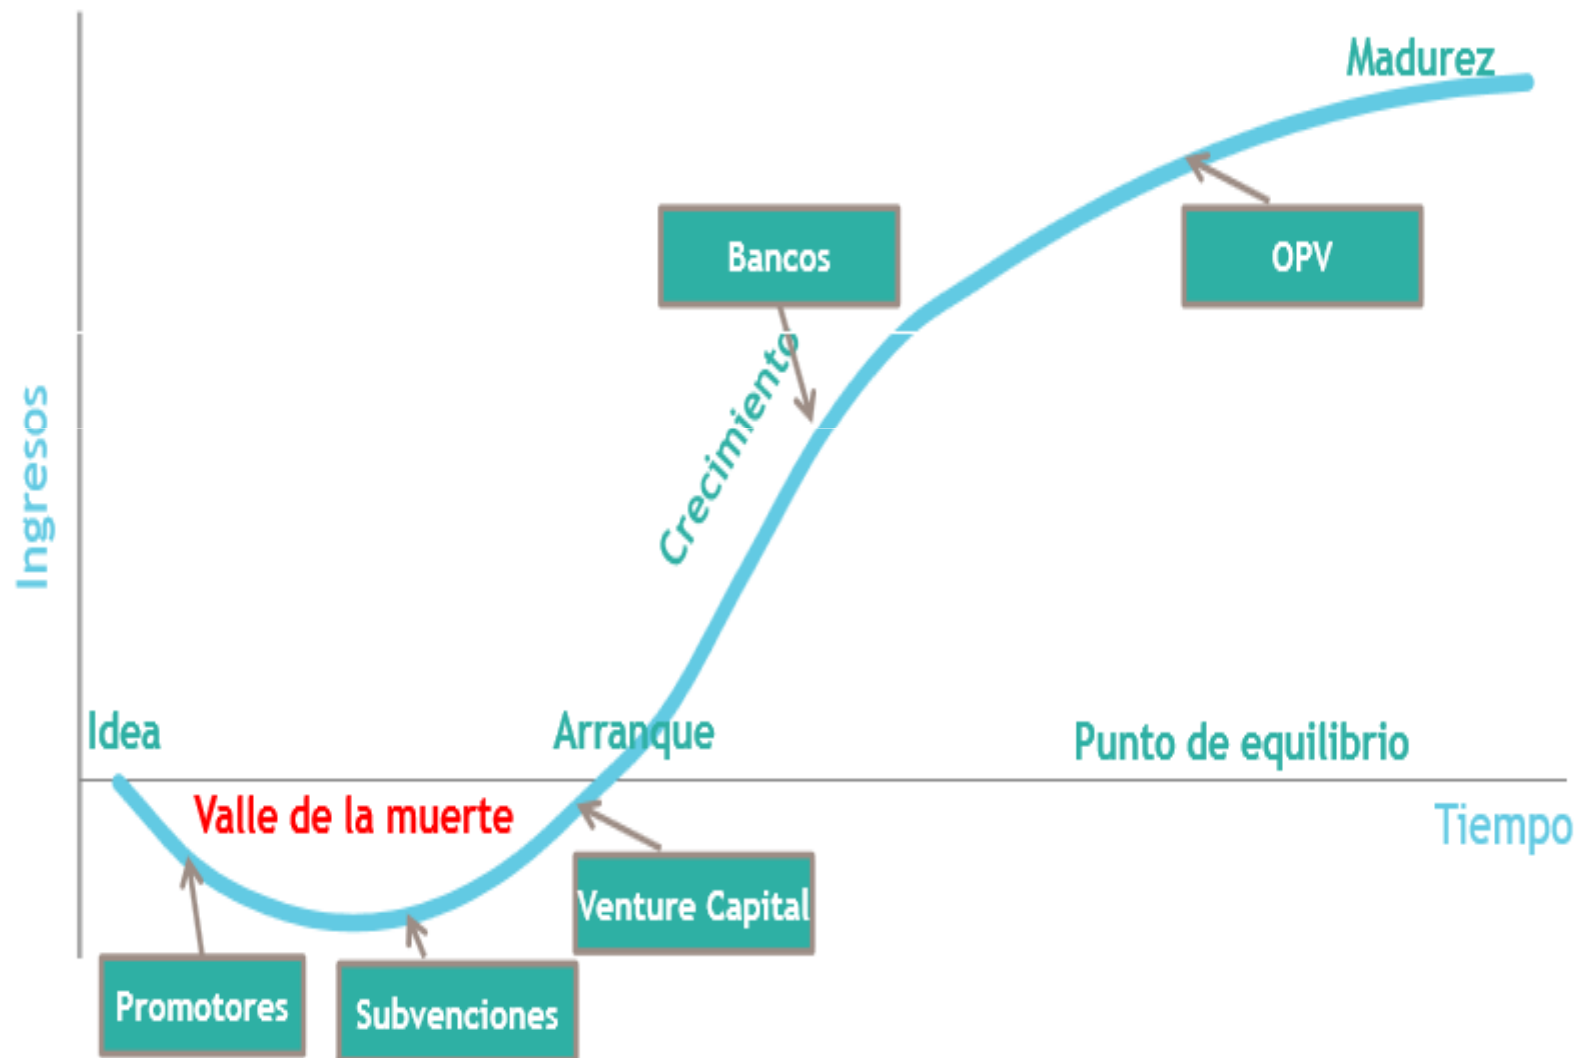 Madurez
Bancos
OPV
Crecimiento
Ingresos
Idea
Arranque
Punto de equilibrio
Valle de la muerte
Tiempo
Venture Capital
Promotores
Subvenciones